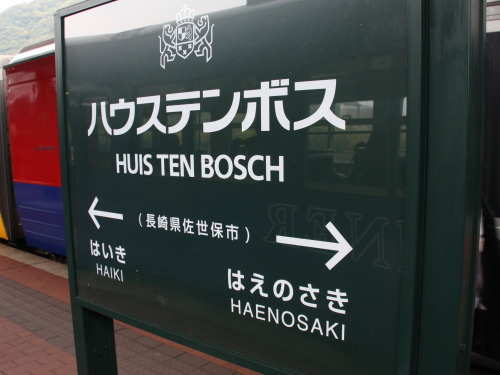 ハウステンボス
HUIS TEN BOSCH
(長崎県佐世保市)
はいき
HAIKI
はえのさき
HAENOSAKI